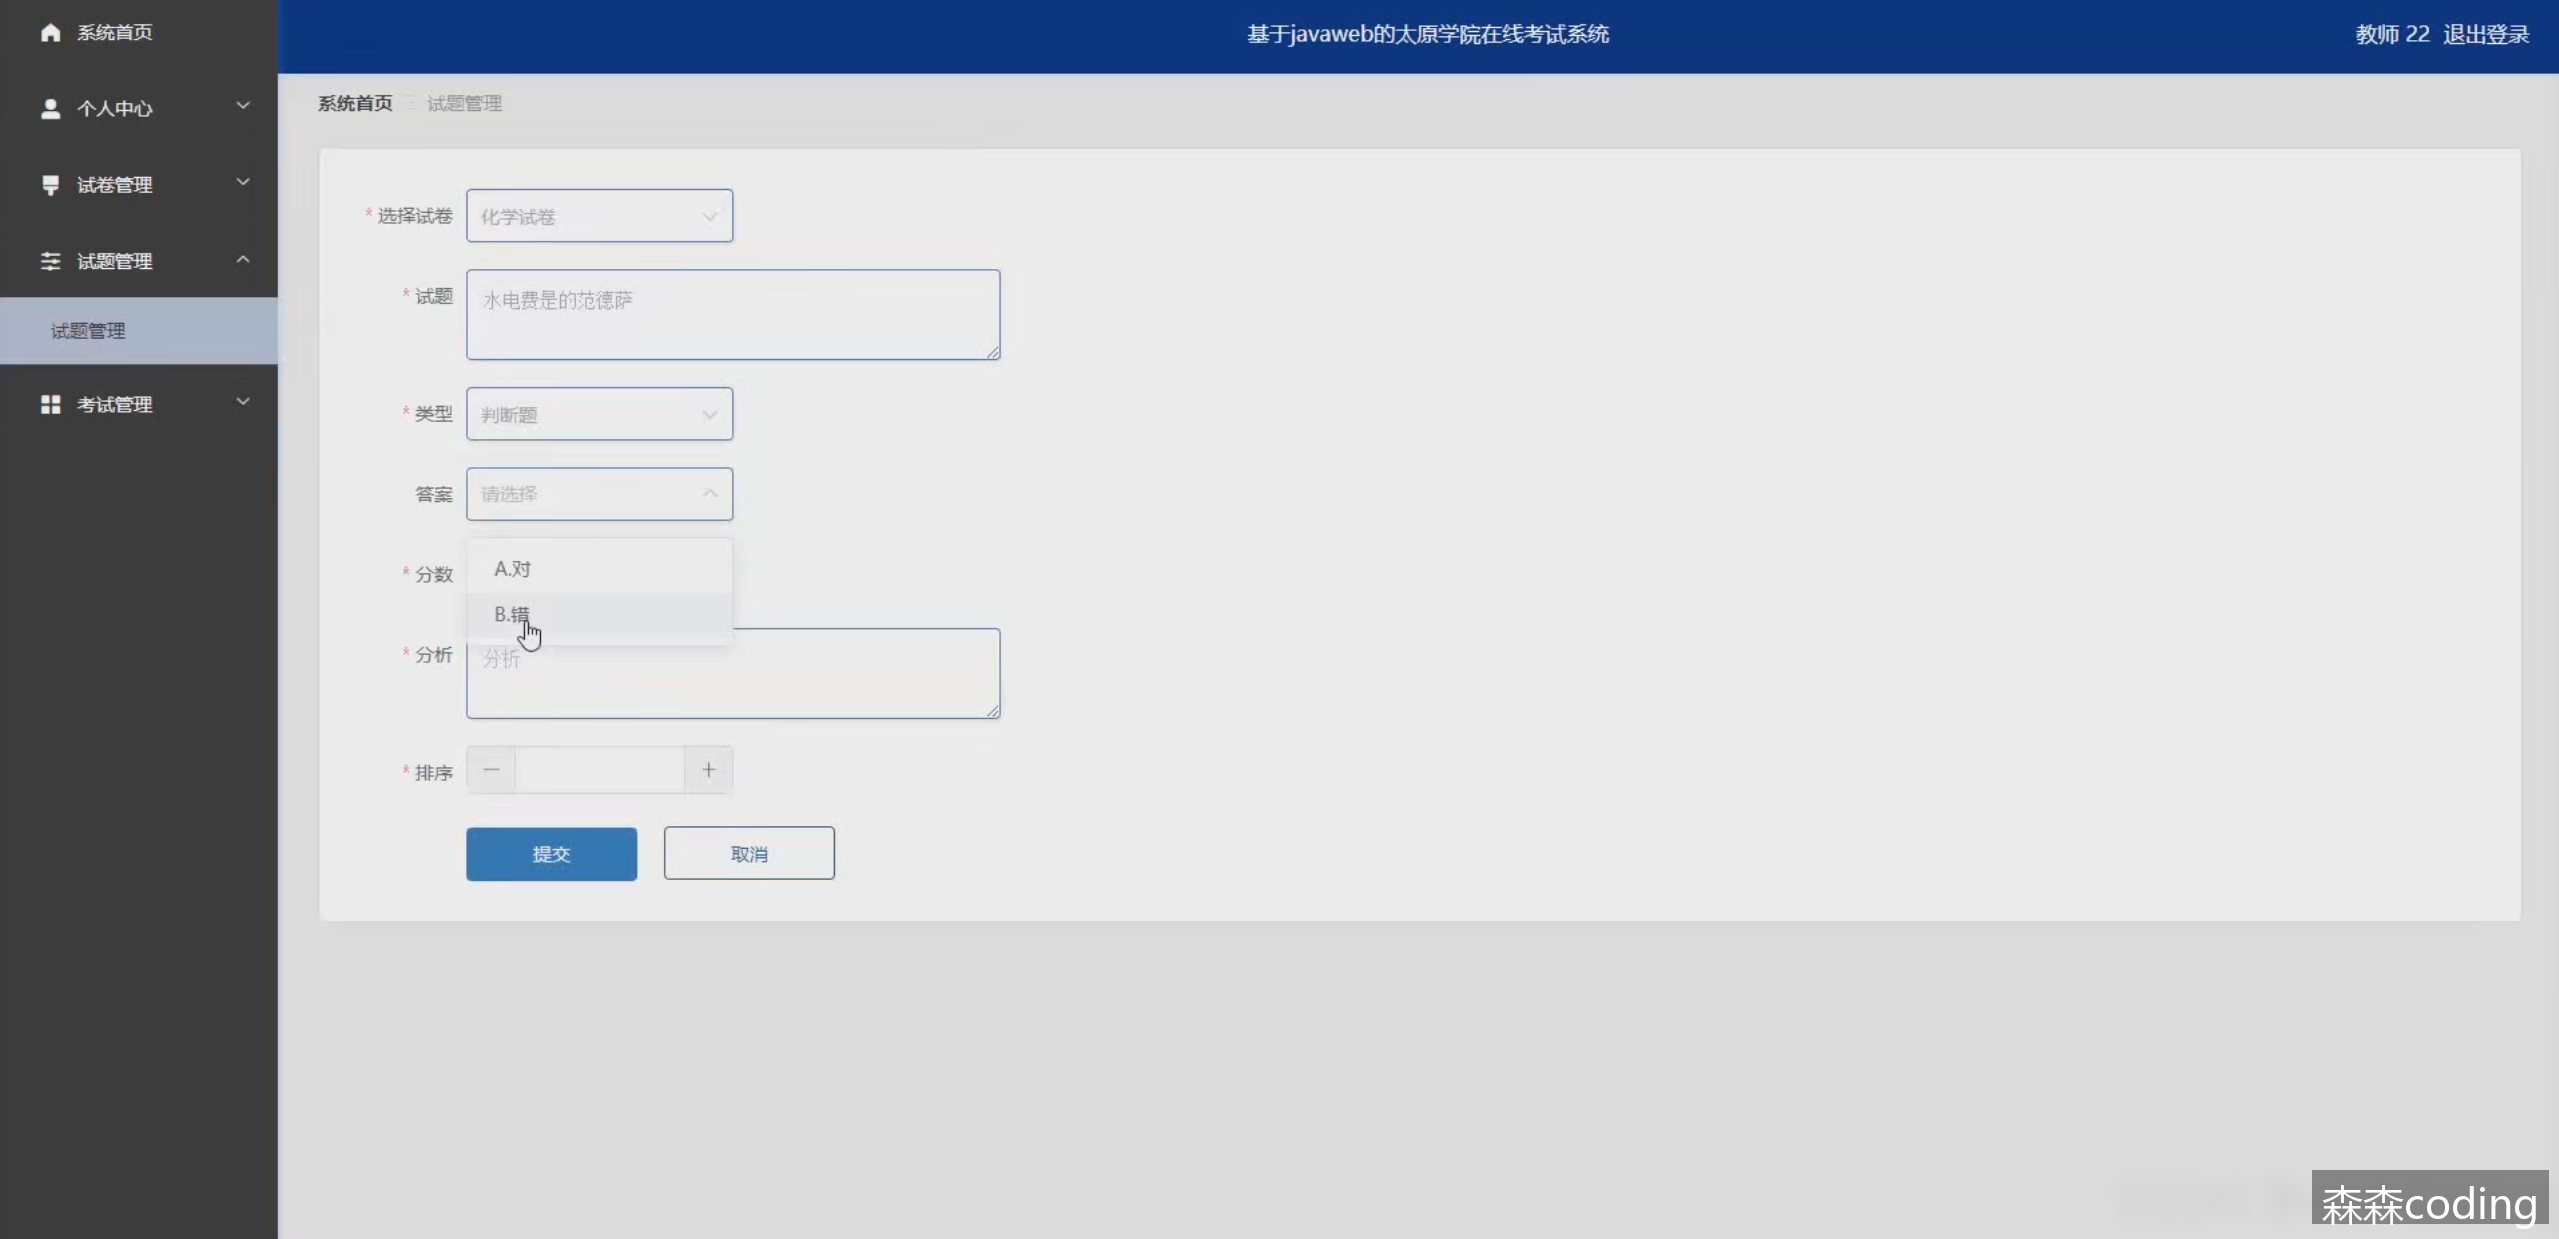 系统首页
个人中心
试卷管理
试题管理
试题管理
考试管理
基于javaweb的太原学院在线考试系统
教师 22 退出登录
系统首页 试题管理
* 选择试卷 化学试卷
* 试题 水电费是的范德萨
* 类型 判断题
答案 请选择
A.对
* 分数
B.错
* 分析 分析
* 排序
提交 取消
森森coding